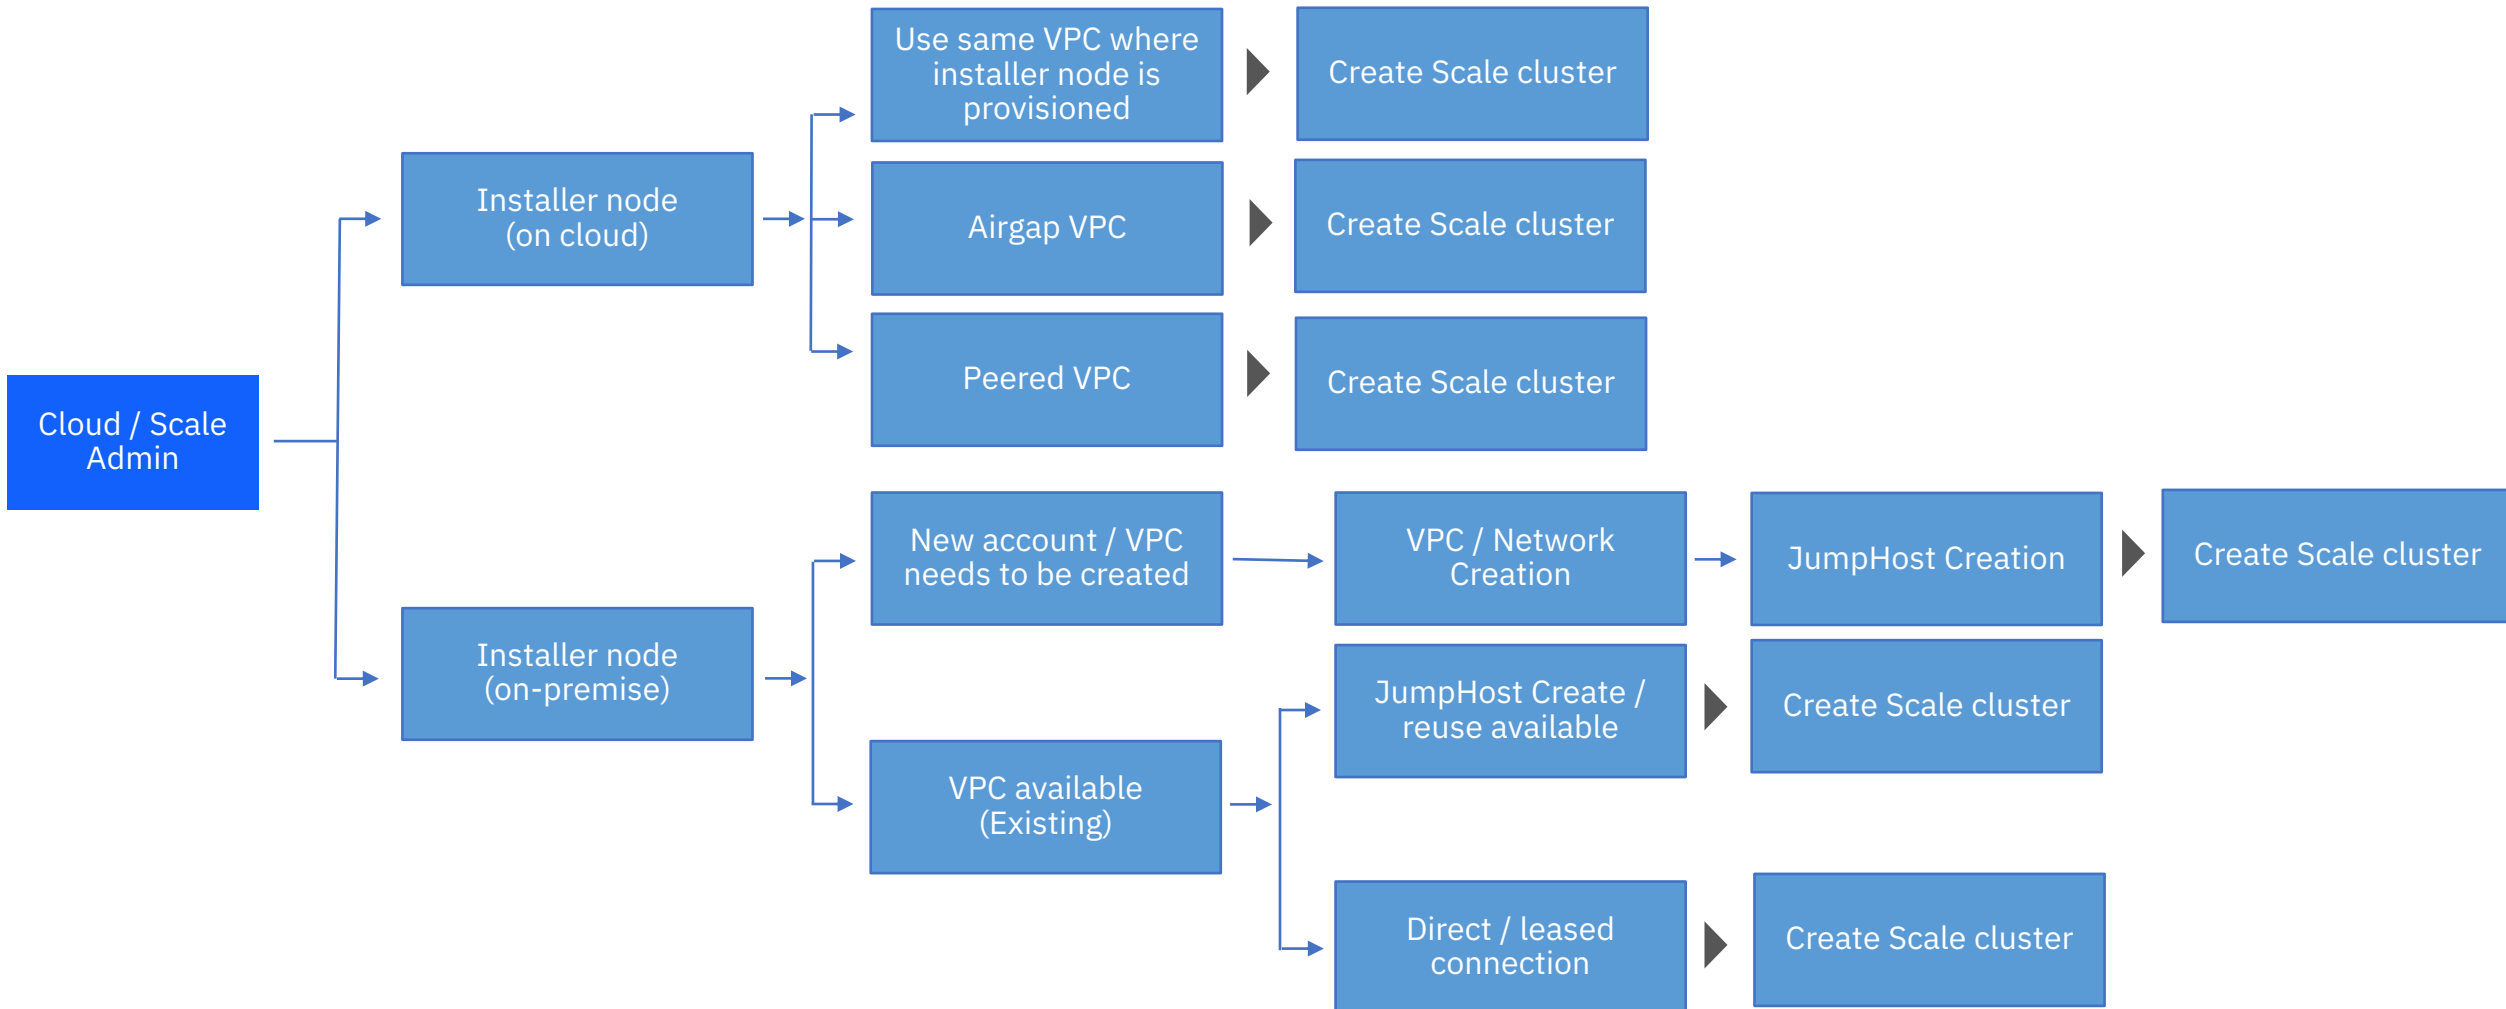 Cloud / Scale
Admin
Installer node
(on cloud)
Use same VPC where
installer node is
provisioned
Create Scale cluster
Airgap VPC
Create Scale cluster
Peered VPC
Create Scale cluster
Installer node
(on-premise)
New account / VPC
needs to be created
VPC / Network
Creation
JumpHost Creation
Create Scale cluster
VPC available
(Existing)
JumpHost Create /
reuse available
Create Scale cluster
Direct / leased
connection
Create Scale cluster